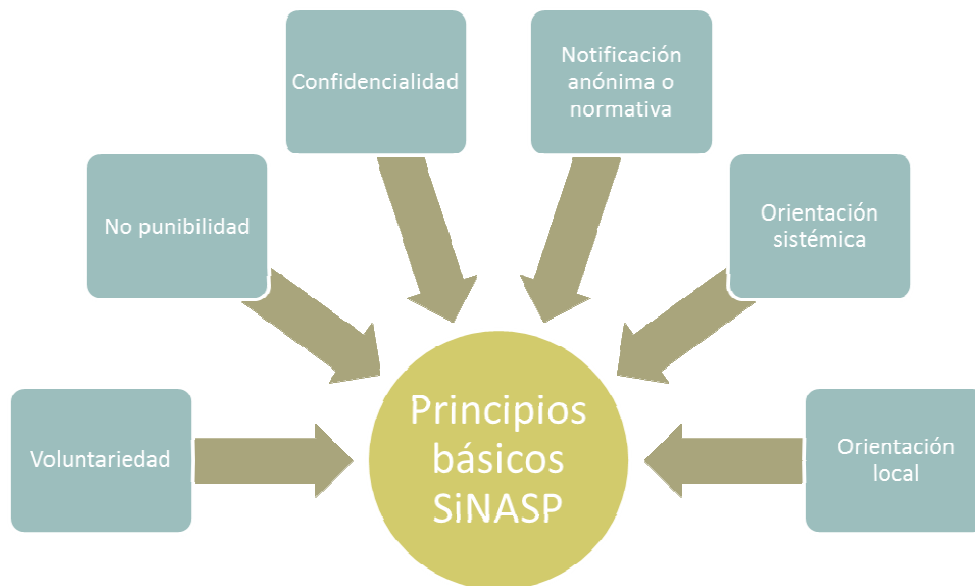 Confidencialidad
Notificación
anónima o
normativa
No punibilidad
Orientación
sistémica
Voluntariedad
Principios
básicos
SiNASP
Orientación
local